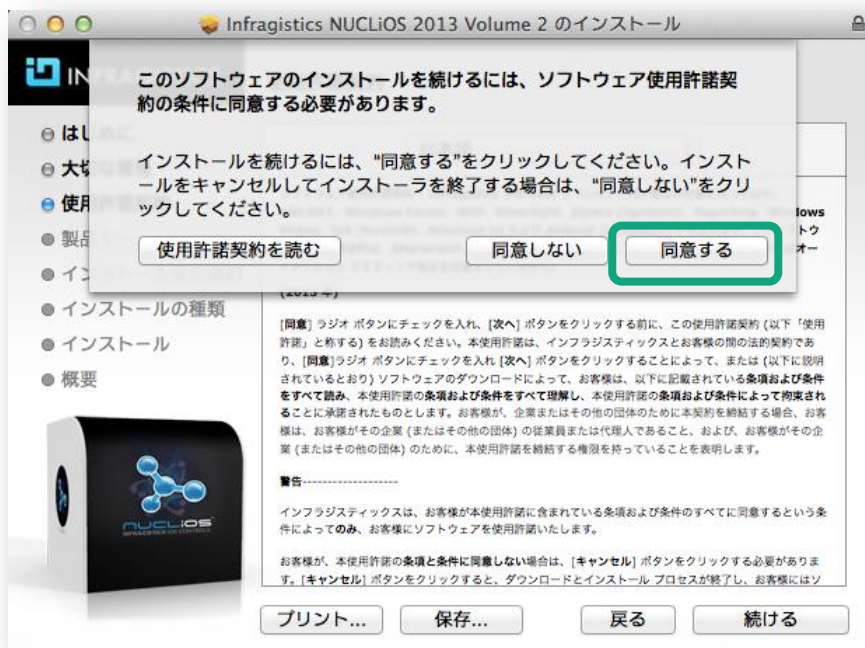 Infragistics NUCLiOS 2013 Volume 2 のインストール
IN
このソフトウェアのインストールを続けるには、ソフトウェア使用許諾契
約の条件に同意する必要があります。
インストールを続けるには、“同意する”をクリックしてください。インスト
ールをキャンセルしてインストーラを終了する場合は、“同意しない”をクリ
ックしてください。
使用許諾契約を読む
同意しない
同意する
はじ
大切
使用
製品
イン
インストールの種類
インストール
概要
dows
トウ
オー
(2013 年)
[同意] ラジオ ボタンにチェックを入れ、[次へ] ボタンをクリックする前に、この使用許諾契約 (以下「使用
許諾」と称する) をお読みください。本使用許諾は、インフラジスティックスとお客様の間の法的契約であ
り、[同意]ラジオ ボタンにチェックを入れ [次へ] ボタンをクリックすることによって、または (以下に説明
されているとおり) ソフトウェアのダウンロードによって、お客様は、以下に記載されている条項および条件
をすべて読み、本使用許諾の条項および条件をすべて理解し、本使用許諾の条項および条件によって拘束され
ることに承諾されたものとします。お客様が、企業またはその他の団体のために本契約を締結する場合、お客
様は、お客様がその企業 (またはその他の団体) の従業員または代理人であること、および、お客様がその企
業 (またはその他の団体) のために、本使用許諾を締結する権限を持っていることを表明します。
警告-------------------
インフラジスティックスは、お客様が本使用許諾に含まれている条項および条件のすべてに同意するという条
件によってのみ、お客様にソフトウェアを使用許諾いたします。
お客様が、本使用許諾の条項と条件に同意しない場合は、[キャンセル] ボタンをクリックする必要がありま
す。[キャンセル] ボタンをクリックすると、ダウンロードとインストール プロセスが終了し、お客様にはソ
NUCLiOS
INFRAGISTICS iOS CONTROLS
プリント...
保存...
戻る
続ける